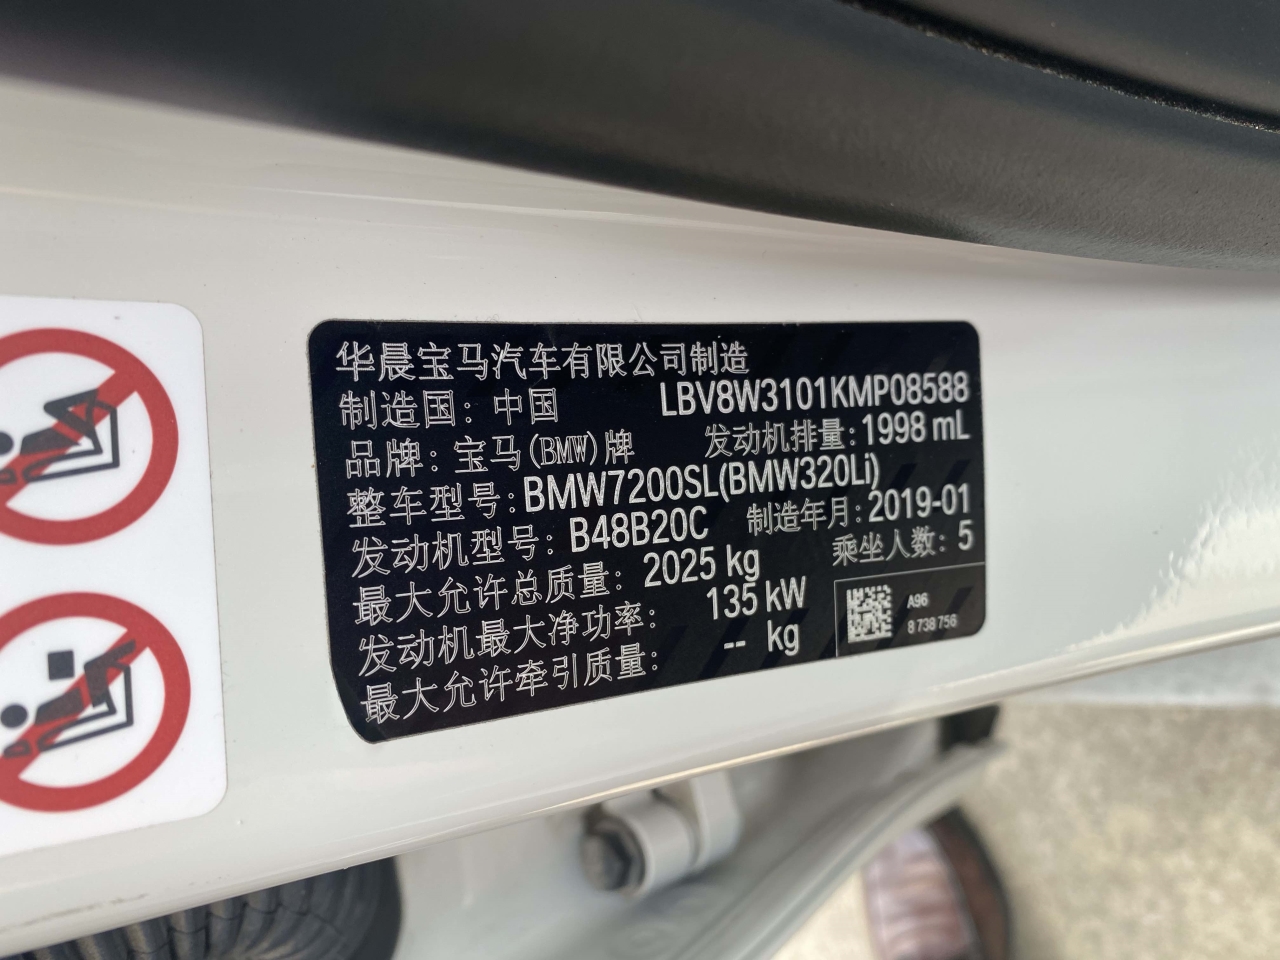 华晨宝马汽车有限公司制造
制造国: 中国 LBV8W3101KMP08588
品牌: 宝马(BMW)牌 发动机排量: 1998 mL
整车型号: BMW7200SL(BMW320Li)
发动机型号: B48B20C 制造年月: 2019-01
最大允许总质量: 2025 kg 乘坐人数: 5
发动机最大净功率: 135 kW
最大允许牵引质量: -- kg
A96
8 738 756